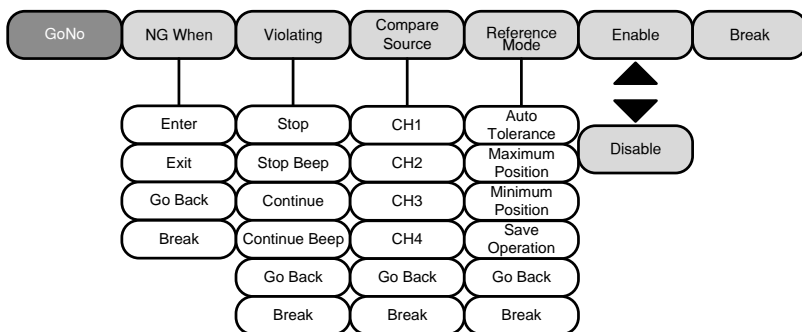 GoNo
NG When
Violating
Compare
Source
Reference
Mode
Enable
Break
Enter
Exit
Go Back
Break
Stop
Stop Beep
Continue
Continue Beep
Go Back
Break
CH1
CH2
CH3
CH4
Go Back
Break
Auto
Tolerance
Maximum
Position
Minimum
Position
Save
Operation
Go Back
Break
Disable